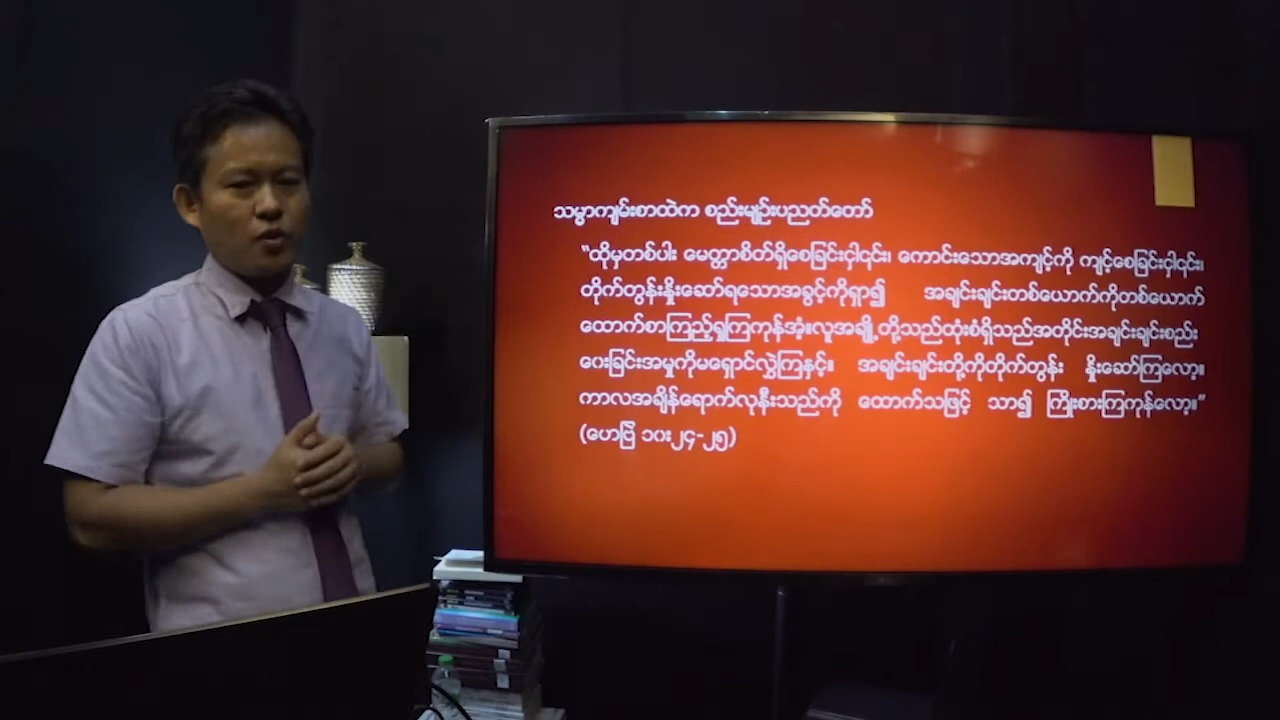 သမ္မာကျမ်းစာထဲက စည်းမျဉ်းပညတ်တော်
“ထိုမှတစ်ပါး မေတ္တာစိတ်ရှိစေခြင်းငှါ၎င်း၊ ကောင်းသောအကျင့်ကို ကျင့်စေခြင်းငှါ၎င်း၊
တိုက်တွန်းနှိုးဆော်ရသောအခွင့်ကိုရှာ၍ အချင်းချင်းတစ်ယောက်ကိုတစ်ယောက်
ထောက်စာကြည့်ရှုကြကုန်အံ့။လူအချို့တို့သည်ထုံးစံရှိသည်အတိုင်းအချင်းချင်းစည်း
ဝေးခြင်းအမှုကိုမရှောင်လွှဲကြနှင့်။ အချင်းချင်းတို့ကိုတိုက်တွန်း နှိုးဆော်ကြလော့။
ကာလအချိန်ရောက်လုနီးသည်ကို ထောက်သဖြင့် သာ၍ ကြိုးစားကြကုန်လော့။”
(ဟေဗြဲ ၁၀း၂၄-၂၅)